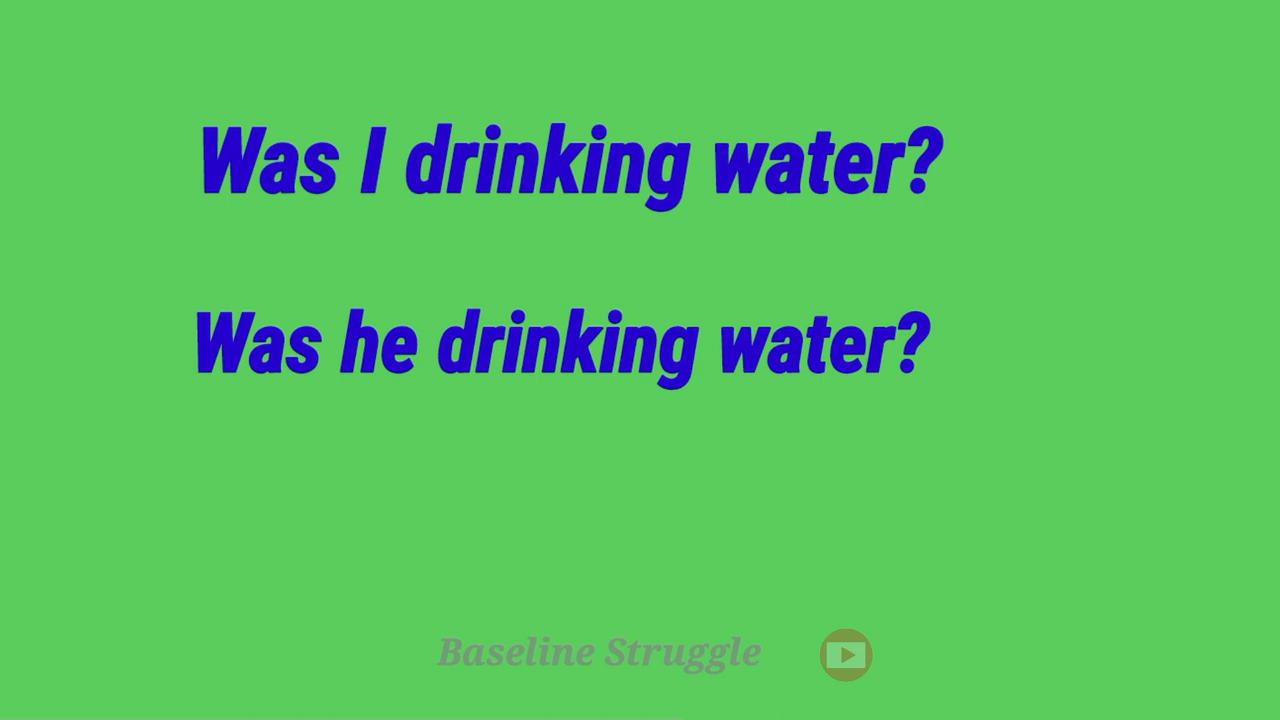 Was I drinking water?
Was he drinking water?
Baseline Struggle